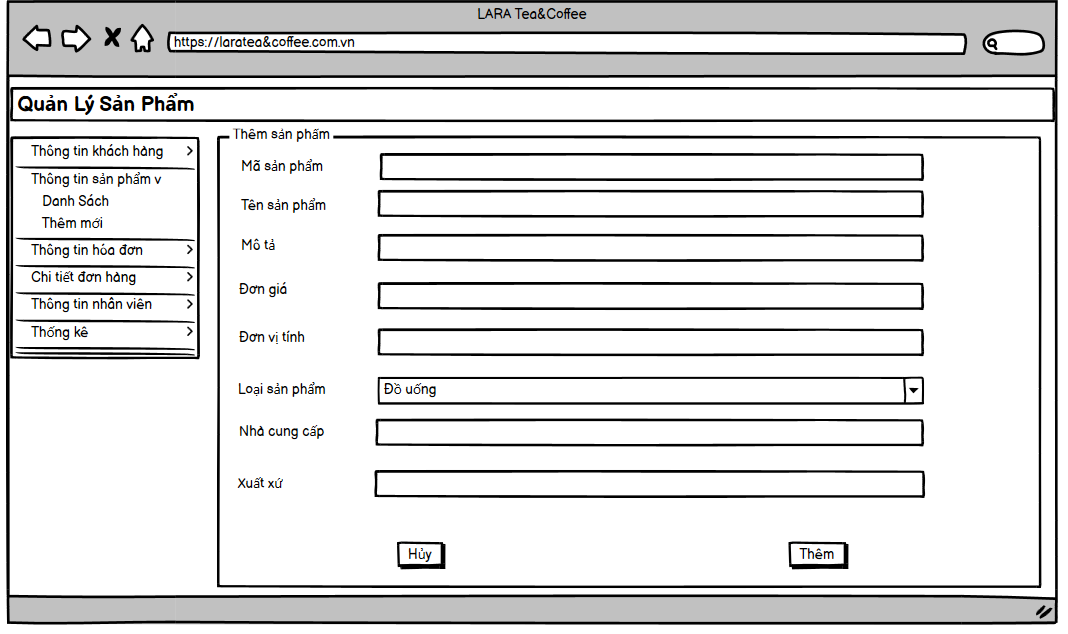 LARA Tea&Coffee
https://laratea&coffee.com.vn
Quản Lý Sản Phẩm
Thông tin khách hàng >
Thông tin sản phẩm v
Danh Sách
Thêm mới
Thông tin hóa đơn >
Chi tiết đơn hàng >
Thông tin nhân viên >
Thống kê >
Thêm sản phẩm
Mã sản phẩm
Tên sản phẩm
Mô tả
Đơn giá
Đơn vị tính
Loại sản phẩm Đồ uống
Nhà cung cấp
Xuất xứ
Hủy Thêm